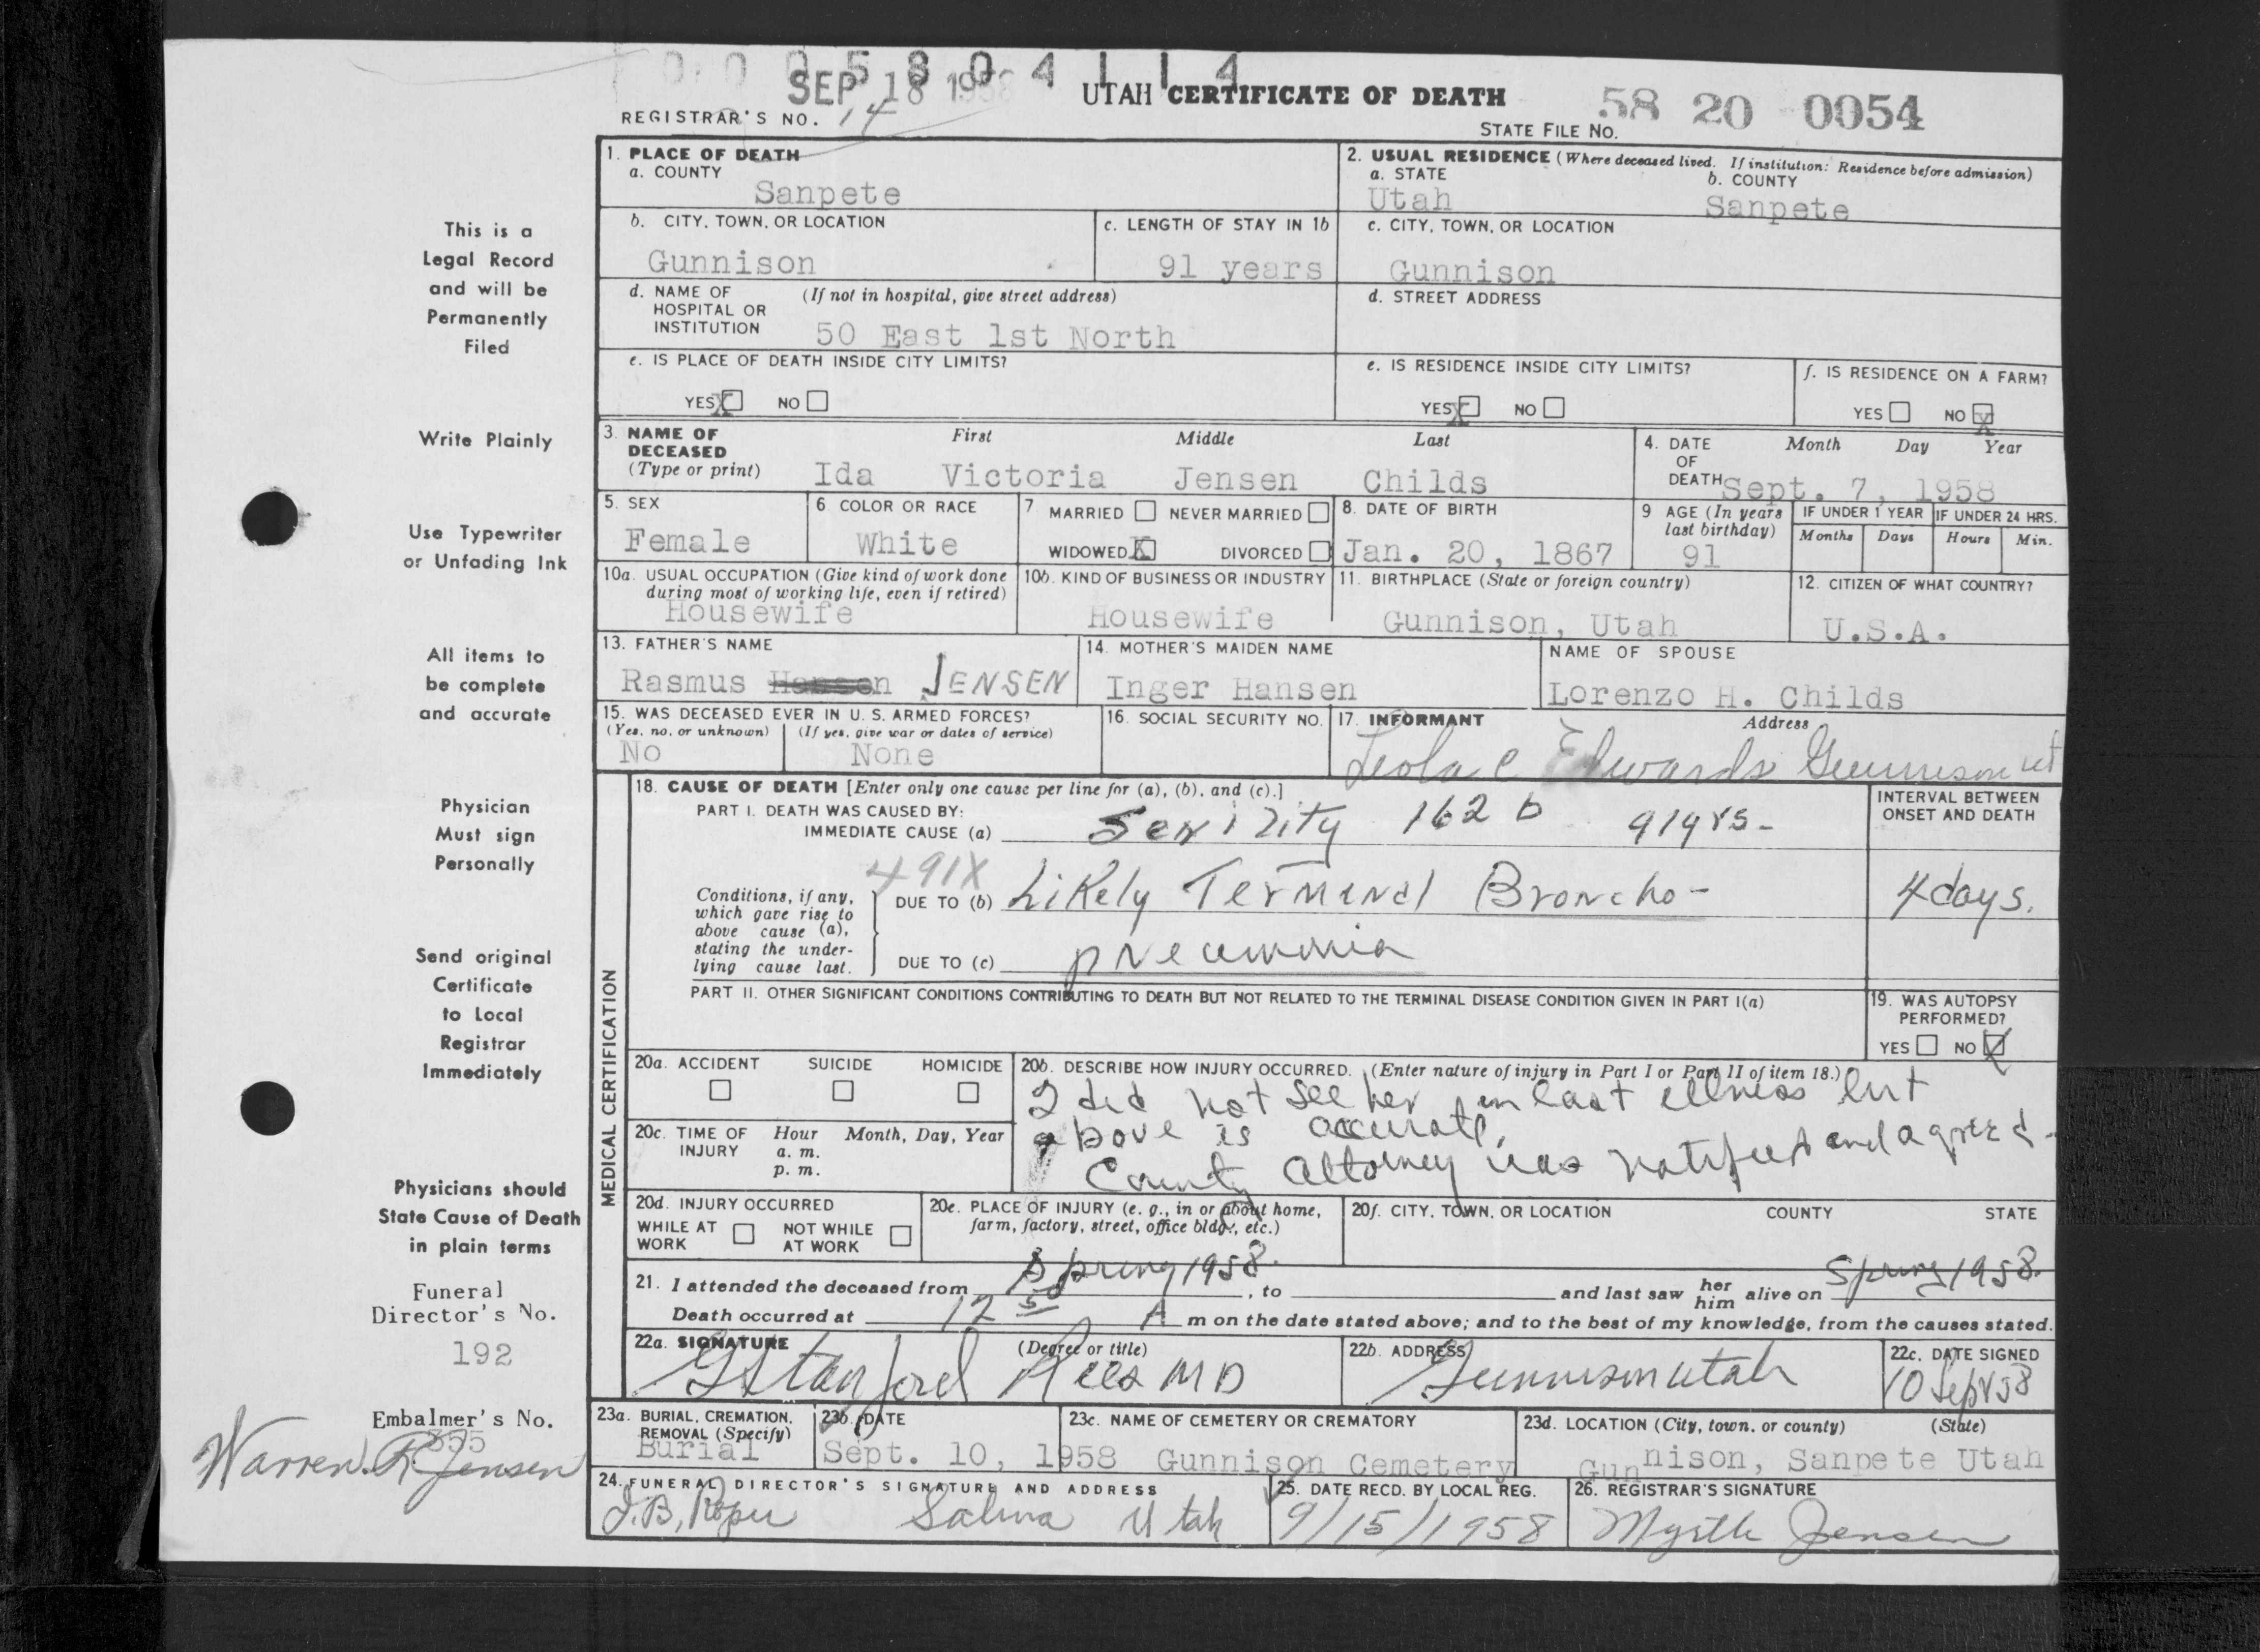 0 0 0 5 8 0 4 1 1 4
SEP 18 1958
UTAH CERTIFICATE OF DEATH
58 20 0054
REGISTRAR'S NO. 14
STATE FILE NO.
This is a
Legal Record
and will be
Permanently
Filed
Write Plainly
Use Typewriter
or Unfading Ink
All items to
be complete
and accurate
Physician
Must sign
Personally
Send original
Certificate
to Local
Registrar
Immediately
Physicians should
State Cause of Death
in plain terms
Funeral
Director's No.
192
Embalmer's No.
355
Warren R. Jensen
1. PLACE OF DEATH
a. COUNTY
Sanpete
2. USUAL RESIDENCE (Where deceased lived. If institution: Residence before admission)
a. STATE
b. COUNTY
Utah
Sanpete
b. CITY, TOWN, OR LOCATION
Gunnison
c. LENGTH OF STAY IN 1b
91 years
c. CITY, TOWN, OR LOCATION
Gunnison
d. NAME OF (If not in hospital, give street address)
HOSPITAL OR
INSTITUTION
50 East 1st North
d. STREET ADDRESS
e. IS PLACE OF DEATH INSIDE CITY LIMITS?
YES X NO
e. IS RESIDENCE INSIDE CITY LIMITS?
YES X NO
f. IS RESIDENCE ON A FARM?
YES NO X
3. NAME OF
DECEASED
(Type or print)
First Middle Last
Ida Victoria Jensen Childs
4. DATE
OF
DEATH
Month Day Year
Sept. 7, 1958
5. SEX
Female
6 COLOR OR RACE
White
7 MARRIED NEVER MARRIED
WIDOWED X DIVORCED
8. DATE OF BIRTH
Jan. 20, 1867
9 AGE (In years
last birthday)
91
IF UNDER 1 YEAR
Months Days
IF UNDER 24 HRS.
Hours Min.
10a. USUAL OCCUPATION (Give kind of work done
during most of working life, even if retired)
Housewife
10b. KIND OF BUSINESS OR INDUSTRY
Housewife
11. BIRTHPLACE (State or foreign country)
Gunnison, Utah
12. CITIZEN OF WHAT COUNTRY?
U.S.A.
13. FATHER'S NAME
Rasmus Hansen JENSEN
14. MOTHER'S MAIDEN NAME
Inger Hansen
NAME OF SPOUSE
Lorenzo H. Childs
15. WAS DECEASED EVER IN U. S. ARMED FORCES?
(Yes, no, or unknown) (If yes, give war or dates of service)
No None
16. SOCIAL SECURITY NO.
17. INFORMANT Address
Leola C Edwards Gunnison Ut
MEDICAL CERTIFICATION
18. CAUSE OF DEATH [Enter only one cause per line for (a), (b), and (c).]
PART I. DEATH WAS CAUSED BY:
IMMEDIATE CAUSE (a) Senility 162 b 91 yrs-
INTERVAL BETWEEN
ONSET AND DEATH
491X
Conditions, if any,
which gave rise to
above cause (a),
stating the under-
lying cause last.
DUE TO (b) Likely Terminal Broncho-
4 days.
DUE TO (c) pneumonia
PART II. OTHER SIGNIFICANT CONDITIONS CONTRIBUTING TO DEATH BUT NOT RELATED TO THE TERMINAL DISEASE CONDITION GIVEN IN PART I(a)
19. WAS AUTOPSY
PERFORMED?
YES NO
20a. ACCIDENT SUICIDE HOMICIDE
20b. DESCRIBE HOW INJURY OCCURRED. (Enter nature of injury in Part I or Part II of item 18.)
I did not see her in last illness but
above is accurate.
County Attorney was notified and agreed-
20c. TIME OF Hour Month, Day, Year
INJURY a. m.
p. m.
20d. INJURY OCCURRED
WHILE AT NOT WHILE
WORK AT WORK
20e. PLACE OF INJURY (e. g., in or about home,
farm, factory, street, office bldg., etc.)
20f. CITY, TOWN, OR LOCATION COUNTY STATE
21. I attended the deceased from Spring 1958. , to and last saw her him alive on Spring 1958.
Death occurred at 12 50 A m on the date stated above; and to the best of my knowledge, from the causes stated.
22a. SIGNATURE (Degree or title)
G Stanford Rees MD
22b. ADDRESS
Gunnison Utah
22c. DATE SIGNED
10 Sept 58
23a. BURIAL, CREMATION,
REMOVAL (Specify)
Burial
23b. DATE
Sept. 10, 1958
23c. NAME OF CEMETERY OR CREMATORY
Gunnison Cemetery
23d. LOCATION (City, town, or county) (State)
Gunnison, Sanpete Utah
24. FUNERAL DIRECTOR'S SIGNATURE AND ADDRESS
J.B. Roper Salina Utah
25. DATE RECD. BY LOCAL REG.
9/15/1958
26. REGISTRAR'S SIGNATURE
Myrtle Jensen